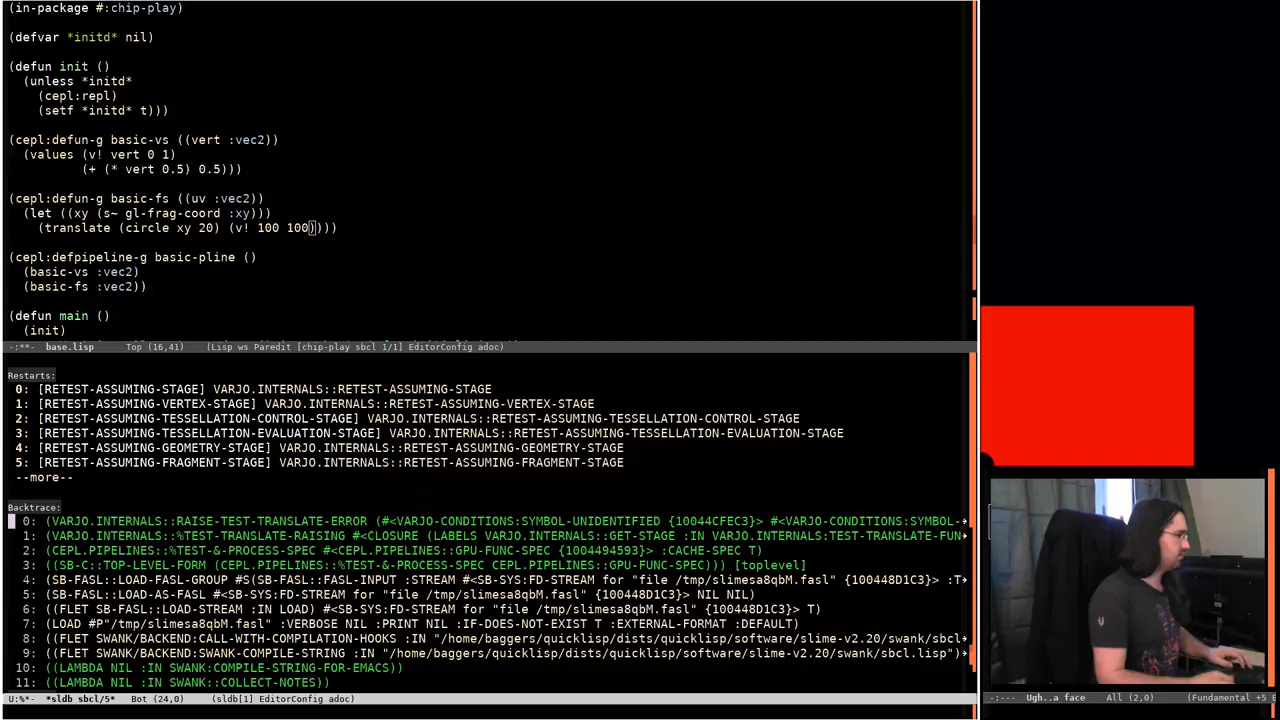 (in-package #:chip-play)
(defvar *initd* nil)
(defun init ()
(unless *initd*
(cepl:repl)
(setf *initd* t)))
(cepl:defun-g basic-vs ((vert :vec2))
(values (v! vert 0 1)
(+ (* vert 0.5) 0.5)))
(cepl:defun-g basic-fs ((uv :vec2))
(let ((xy (s~ gl-frag-coord :xy)))
(translate (circle xy 20) (v! 100 100))))
(cepl:defpipeline-g basic-pline ()
(basic-vs :vec2)
(basic-fs :vec2))
(defun main ()
(init)
-:**- base.lisp Top (16,41) (Lisp ws Paredit [chip-play sbcl 1/1] EditorConfig adoc)
Restarts:
0: [RETEST-ASSUMING-STAGE] VARJO.INTERNALS::RETEST-ASSUMING-STAGE
1: [RETEST-ASSUMING-VERTEX-STAGE] VARJO.INTERNALS::RETEST-ASSUMING-VERTEX-STAGE
2: [RETEST-ASSUMING-TESSELLATION-CONTROL-STAGE] VARJO.INTERNALS::RETEST-ASSUMING-TESSELLATION-CONTROL-STAGE
3: [RETEST-ASSUMING-TESSELLATION-EVALUATION-STAGE] VARJO.INTERNALS::RETEST-ASSUMING-TESSELLATION-EVALUATION-STAGE
4: [RETEST-ASSUMING-GEOMETRY-STAGE] VARJO.INTERNALS::RETEST-ASSUMING-GEOMETRY-STAGE
5: [RETEST-ASSUMING-FRAGMENT-STAGE] VARJO.INTERNALS::RETEST-ASSUMING-FRAGMENT-STAGE
--more--
Backtrace:
0: (VARJO.INTERNALS::RAISE-TEST-TRANSLATE-ERROR (#<VARJO-CONDITIONS:SYMBOL-UNIDENTIFIED {10044CFEC3}> #<VARJO-CONDITIONS:SYMBOL-
1: (VARJO.INTERNALS::%TEST-TRANSLATE-RAISING #<CLOSURE (LABELS VARJO.INTERNALS::GET-STAGE :IN VARJO.INTERNALS:TEST-TRANSLATE-FUN
2: (CEPL.PIPELINES::%TEST-&-PROCESS-SPEC #<CEPL.PIPELINES::GPU-FUNC-SPEC {1004494593}> :CACHE-SPEC T)
3: ((SB-C::TOP-LEVEL-FORM (CEPL.PIPELINES::%TEST-&-PROCESS-SPEC CEPL.PIPELINES::GPU-FUNC-SPEC))) [toplevel]
4: (SB-FASL::LOAD-FASL-GROUP #S(SB-FASL::FASL-INPUT :STREAM #<SB-SYS:FD-STREAM for "file /tmp/slimesa8qbM.fasl" {100448D1C3}> :T
5: (SB-FASL::LOAD-AS-FASL #<SB-SYS:FD-STREAM for "file /tmp/slimesa8qbM.fasl" {100448D1C3}> NIL NIL)
6: ((FLET SB-FASL::LOAD-STREAM :IN LOAD) #<SB-SYS:FD-STREAM for "file /tmp/slimesa8qbM.fasl" {100448D1C3}> T)
7: (LOAD #P"/tmp/slimesa8qbM.fasl" :VERBOSE NIL :PRINT NIL :IF-DOES-NOT-EXIST T :EXTERNAL-FORMAT :DEFAULT)
8: ((FLET SWANK/BACKEND:CALL-WITH-COMPILATION-HOOKS :IN "/home/baggers/quicklisp/dists/quicklisp/software/slime-v2.20/swank/sbcl
9: ((FLET SWANK/BACKEND:SWANK-COMPILE-STRING :IN "/home/baggers/quicklisp/dists/quicklisp/software/slime-v2.20/swank/sbcl.lisp")
10: ((LAMBDA NIL :IN SWANK:COMPILE-STRING-FOR-EMACS))
11: ((LAMBDA NIL :IN SWANK::COLLECT-NOTES))
U:%*- *sldb sbcl/5* Bot (24,0) (sldb[1] EditorConfig adoc)
-:--- Ugh..a face All (2,0) (Fundamental +5 E